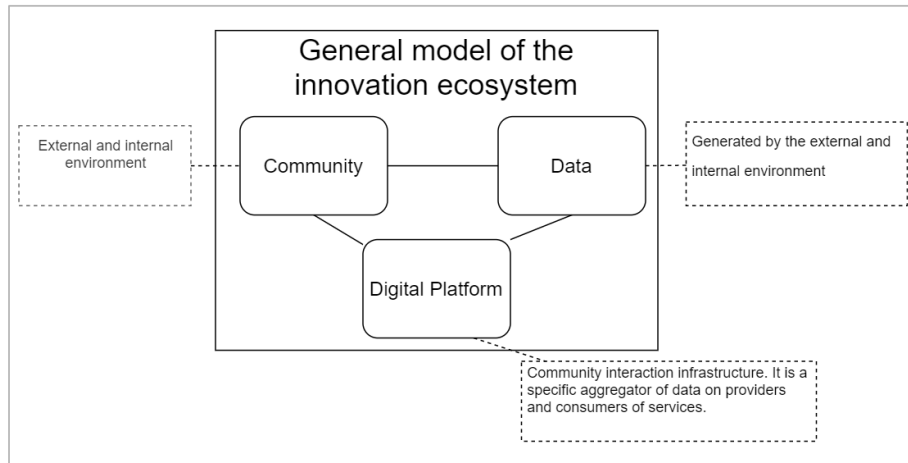 General model of the
innovation ecosystem
External and internal
environment
Community
Data
Generated by the external and
internal environment
Digital Platform
Community interaction infrastructure. It is a
specific aggregator of data on providers
and consumers of services.